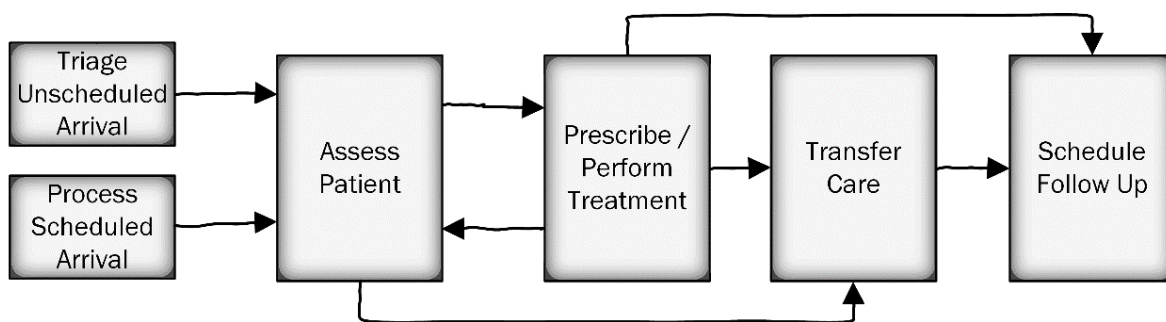 Triage
Unscheduled
Arrival
Process
Scheduled
Arrival
Assess
Patient
Prescribe /
Perform
Treatment
Transfer
Care
Schedule
Follow Up